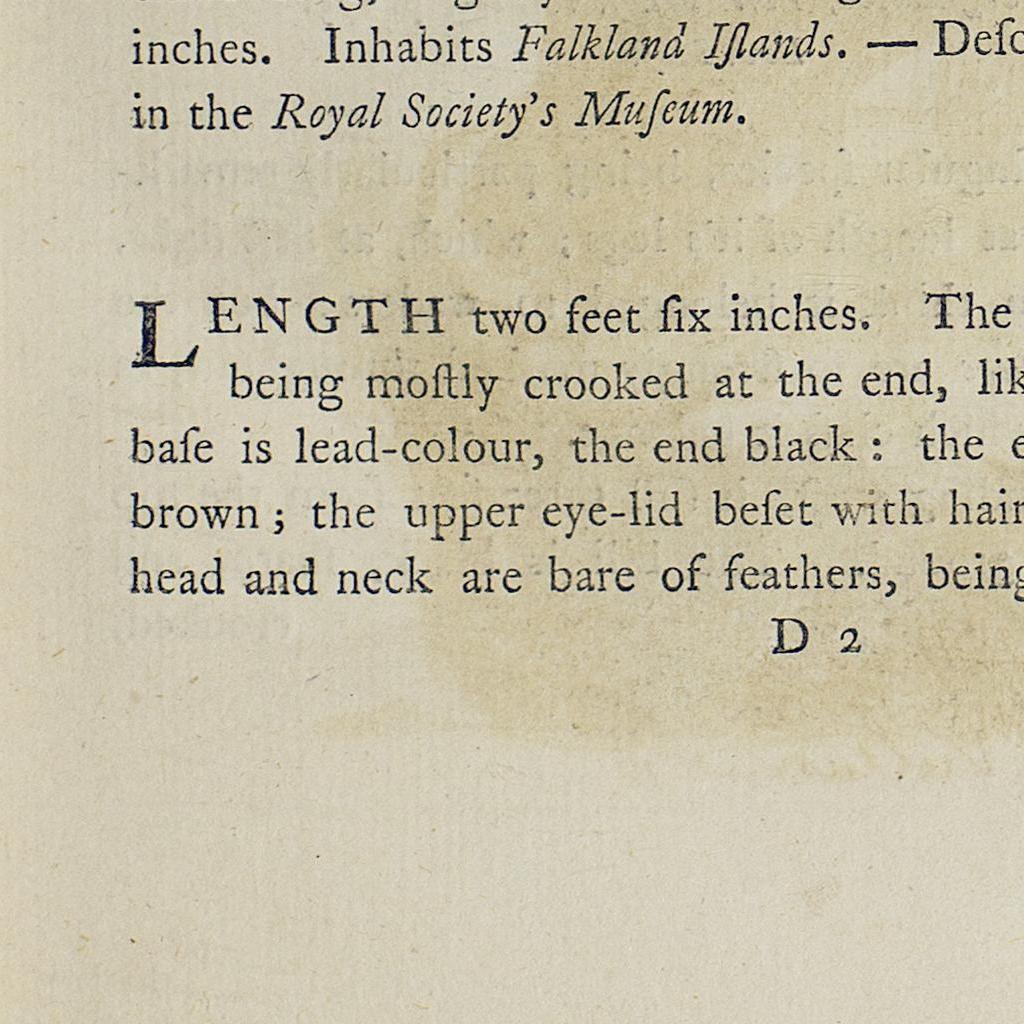 inches. Inhabits Falkland Iſlands. — Deſc
in the Royal Society's Muſeum.
LENGTH two feet ſix inches. The
being moſtly crooked at the end, lik
baſe is lead-colour, the end black : the e
brown ; the upper eye-lid beſet with hair
head and neck are bare of feathers, being
D 2